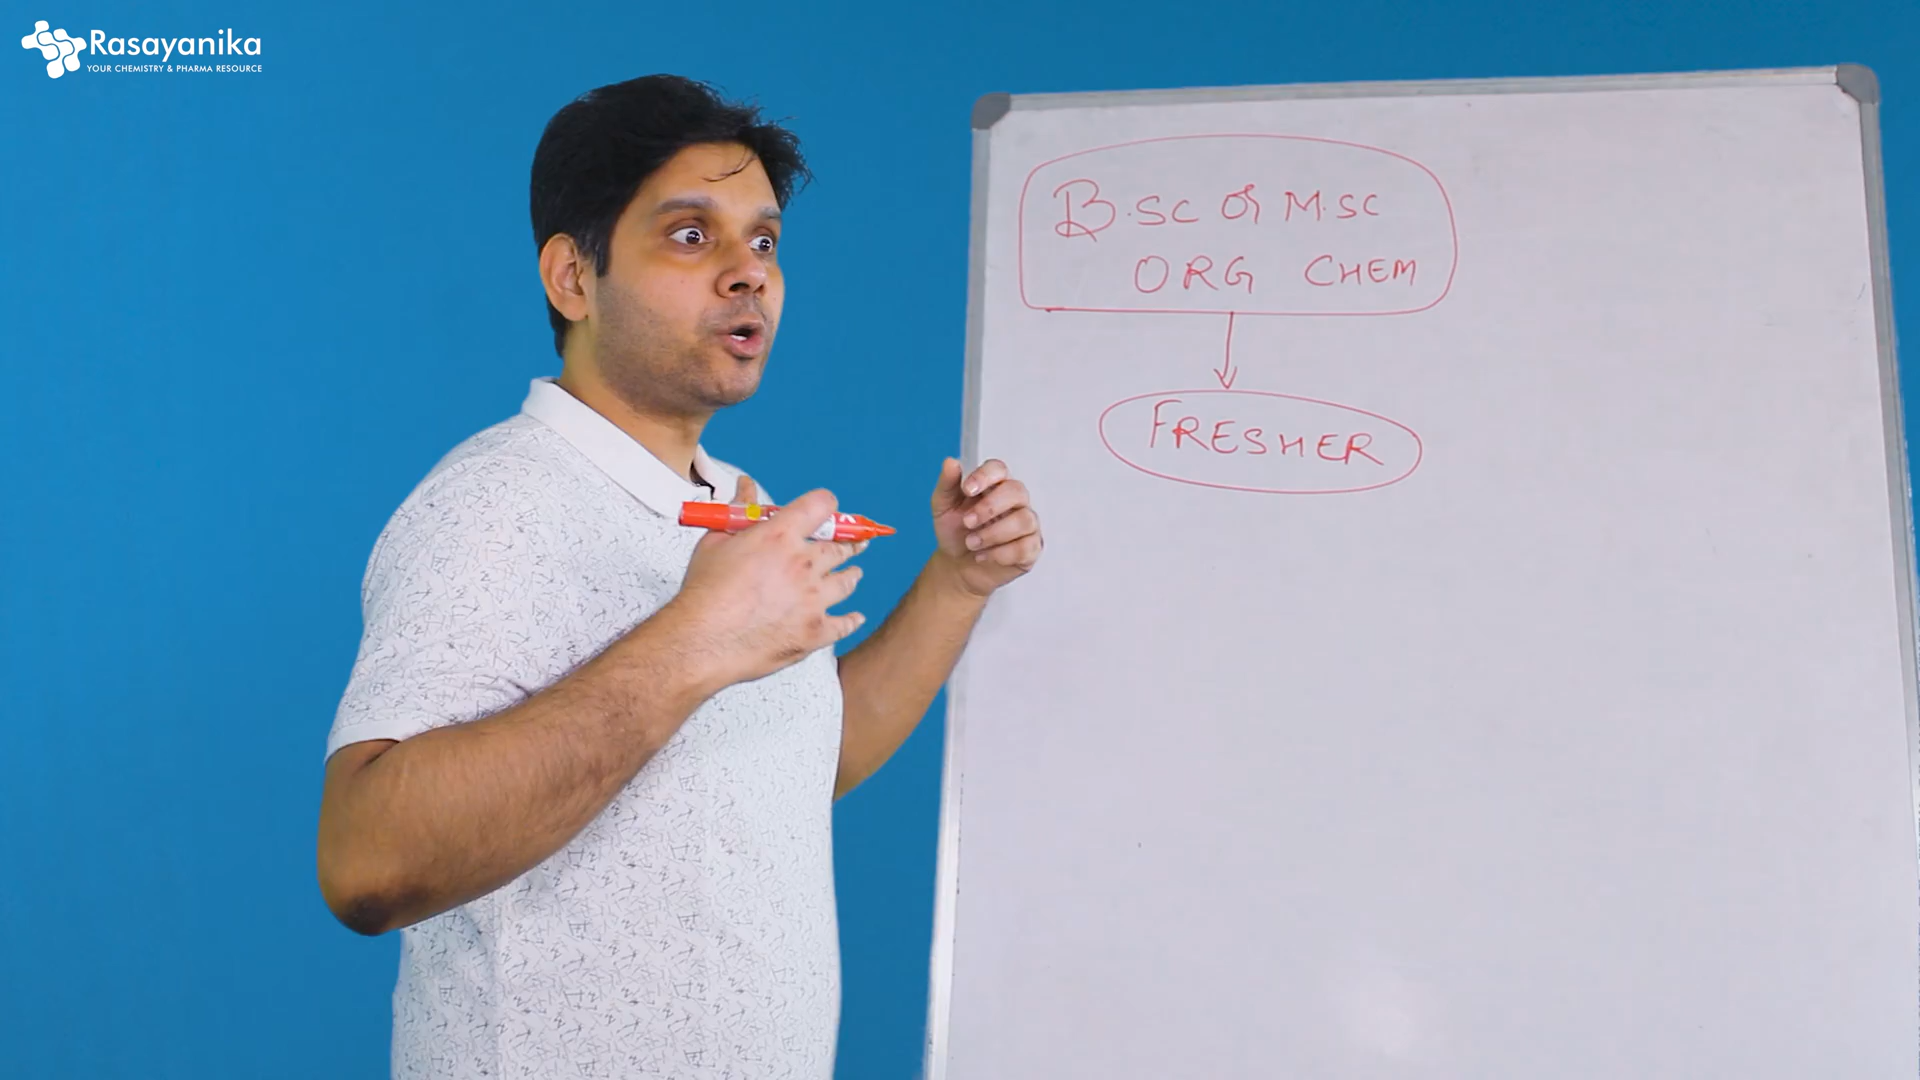 Rasayanika
YOUR CHEMISTRY & PHARMA RESOURCE
B.SC or M.SC
ORG CHEM
FRESHER